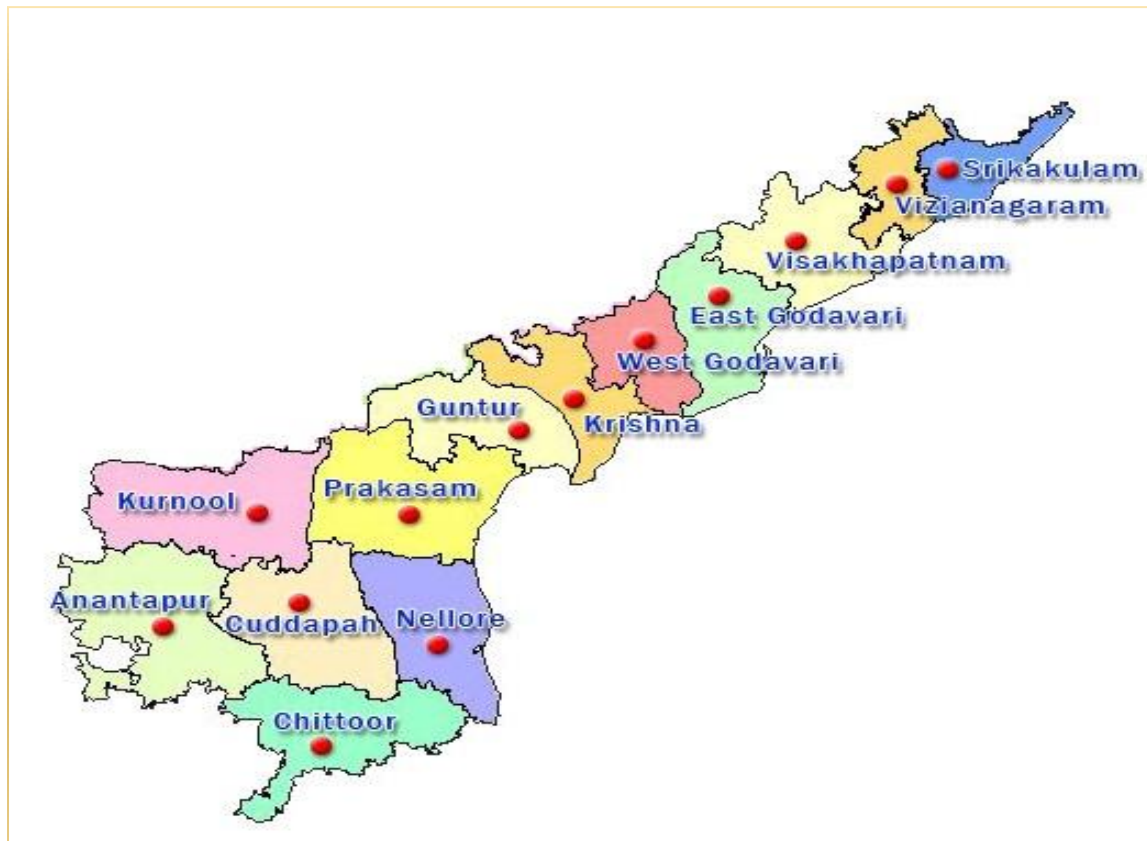 Srikakulam
Vizianagaram
Visakhapatnam
East Godavari
West Godavari
Guntur
Krishna
Prakasam
Kurnool
Anantapur
Cuddapah
Nellore
Chittoor